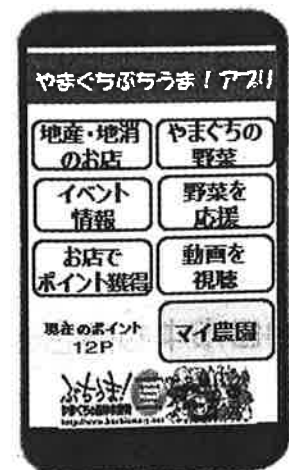 やまぐちぶちうま！アプリ
地産・地消
のお店
やまぐちの
野菜
イベント
情報
野菜を
応援
お店で
ポイント獲得
動画を
視聴
現在のポイント
12P
マイ農園
ぶちうま！